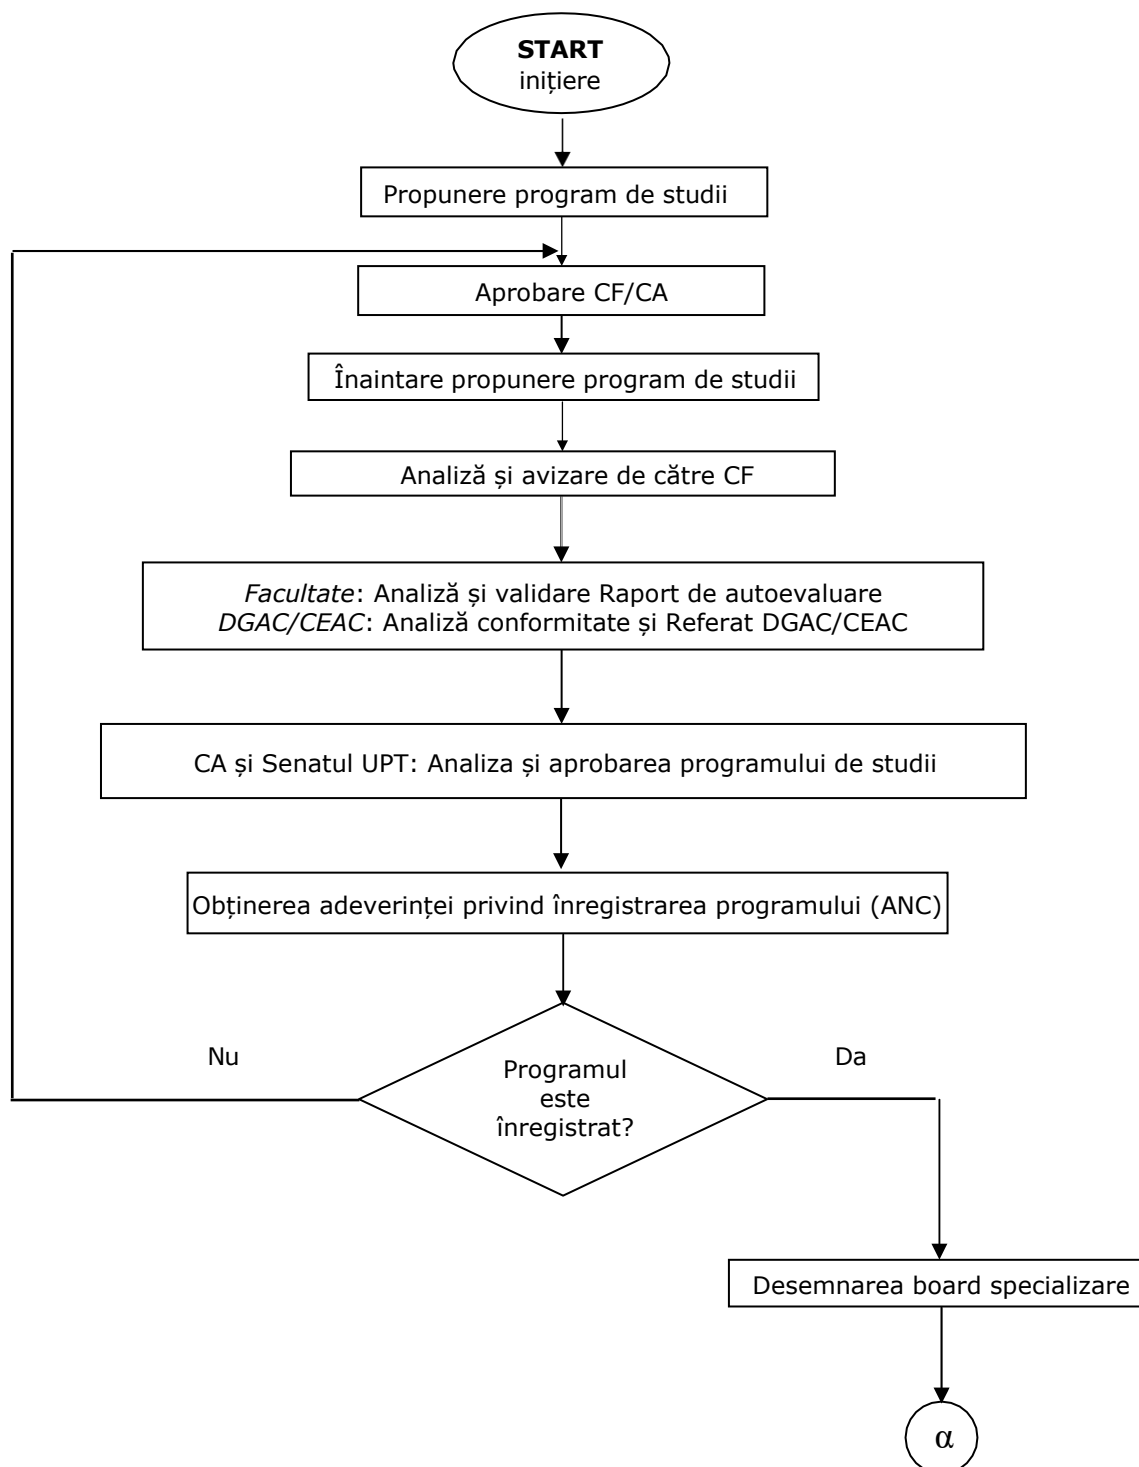 START
inițiere
Propunere program de studii
Aprobare CF/CA
Înaintare propunere program de studii
Analiză și avizare de către CF
Facultate: Analiză și validare Raport de autoevaluare
DGAC/CEAC: Analiză conformitate și Referat DGAC/CEAC
CA și Senatul UPT: Analiza și aprobarea programului de studii
Obținerea adeverinței privind înregistrarea programului (ANC)
Nu
Da
Programul
este
înregistrat?
Desemnarea board specializare
α